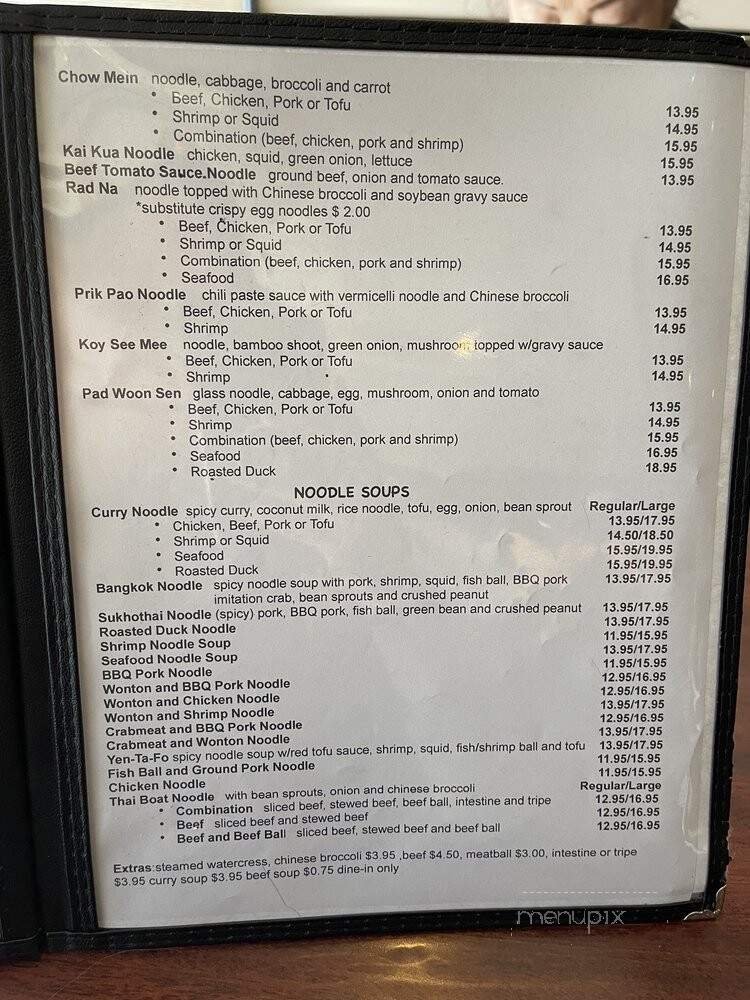 Chow Mein noodle, cabbage, broccoli and carrot
• Beef, Chicken, Pork or Tofu 13.95
• Shrimp or Squid 14.95
• Combination (beef, chicken, pork and shrimp) 15.95
Kai Kua Noodle chicken, squid, green onion, lettuce 15.95
Beef Tomato Sauce.Noodle ground beef, onion and tomato sauce. 13.95
Rad Na noodle topped with Chinese broccoli and soybean gravy sauce
*substitute crispy egg noodles $ 2.00
• Beef, Chicken, Pork or Tofu 13.95
• Shrimp or Squid 14.95
• Combination (beef, chicken, pork and shrimp) 15.95
• Seafood 16.95
Prik Pao Noodle chili paste sauce with vermicelli noodle and Chinese broccoli
• Beef, Chicken, Pork or Tofu 13.95
• Shrimp 14.95
Koy See Mee noodle, bamboo shoot, green onion, mushroom topped w/gravy sauce
• Beef, Chicken, Pork or Tofu 13.95
• Shrimp 14.95
Pad Woon Sen glass noodle, cabbage, egg, mushroom, onion and tomato
• Beef, Chicken, Pork or Tofu 13.95
• Shrimp 14.95
• Combination (beef, chicken, pork and shrimp) 15.95
• Seafood 16.95
• Roasted Duck 18.95
NOODLE SOUPS
Curry Noodle spicy curry, coconut milk, rice noodle, tofu, egg, onion, bean sprout Regular/Large
• Chicken, Beef, Pork or Tofu 13.95/17.95
• Shrimp or Squid 14.50/18.50
• Seafood 15.95/19.95
• Roasted Duck 15.95/19.95
Bangkok Noodle spicy noodle soup with pork, shrimp, squid, fish ball, BBQ pork 13.95/17.95
imitation crab, bean sprouts and crushed peanut
Sukhothai Noodle (spicy) pork, BBQ pork, fish ball, green bean and crushed peanut 13.95/17.95
Roasted Duck Noodle 13.95/17.95
Shrimp Noodle Soup 11.95/15.95
Seafood Noodle Soup 13.95/17.95
BBQ Pork Noodle 11.95/15.95
Wonton and BBQ Pork Noodle 12.95/16.95
Wonton and Chicken Noodle 12.95/16.95
Wonton and Shrimp Noodle 13.95/17.95
Crabmeat and BBQ Pork Noodle 12.95/16.95
Crabmeat and Wonton Noodle 13.95/17.95
Yen-Ta-Fo spicy noodle soup w/red tofu sauce, shrimp, squid, fish/shrimp ball and tofu 13.95/17.95
Fish Ball and Ground Pork Noodle 11.95/15.95
Chicken Noodle 11.95/15.95
Thai Boat Noodle with bean sprouts, onion and chinese broccoli Regular/Large
• Combination sliced beef, stewed beef, beef ball, intestine and tripe 12.95/16.95
• Beef sliced beef and stewed beef 12.95/16.95
• Beef and Beef Ball sliced beef, stewed beef and beef ball 12.95/16.95
Extras:steamed watercress, chinese broccoli $3.95 ,beef $4.50, meatball $3.00, intestine or tripe
$3.95 curry soup $3.95 beef soup $0.75 dine-in only
menupix